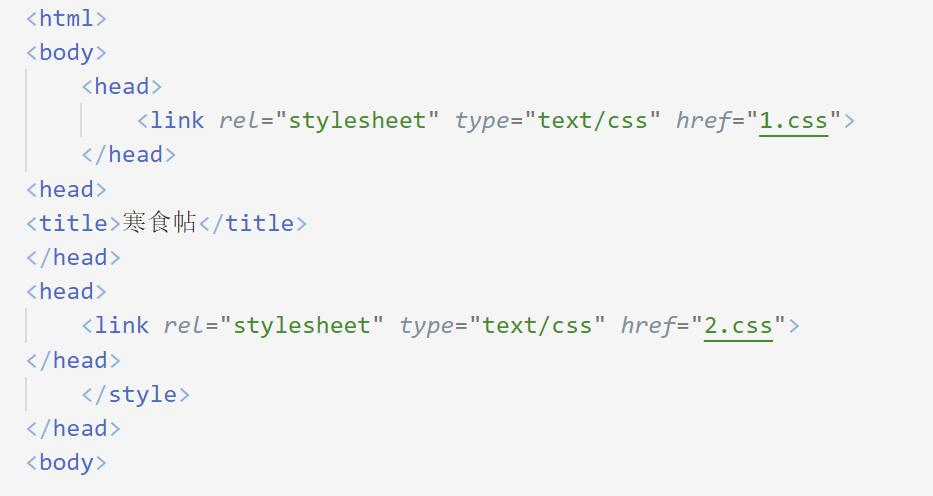 <html>
<body>
<head>
<link rel="stylesheet" type="text/css" href="1.css">
</head>
<head>
<title>寒食帖</title>
</head>
<head>
<link rel="stylesheet" type="text/css" href="2.css">
</head>
</style>
</head>
<body>